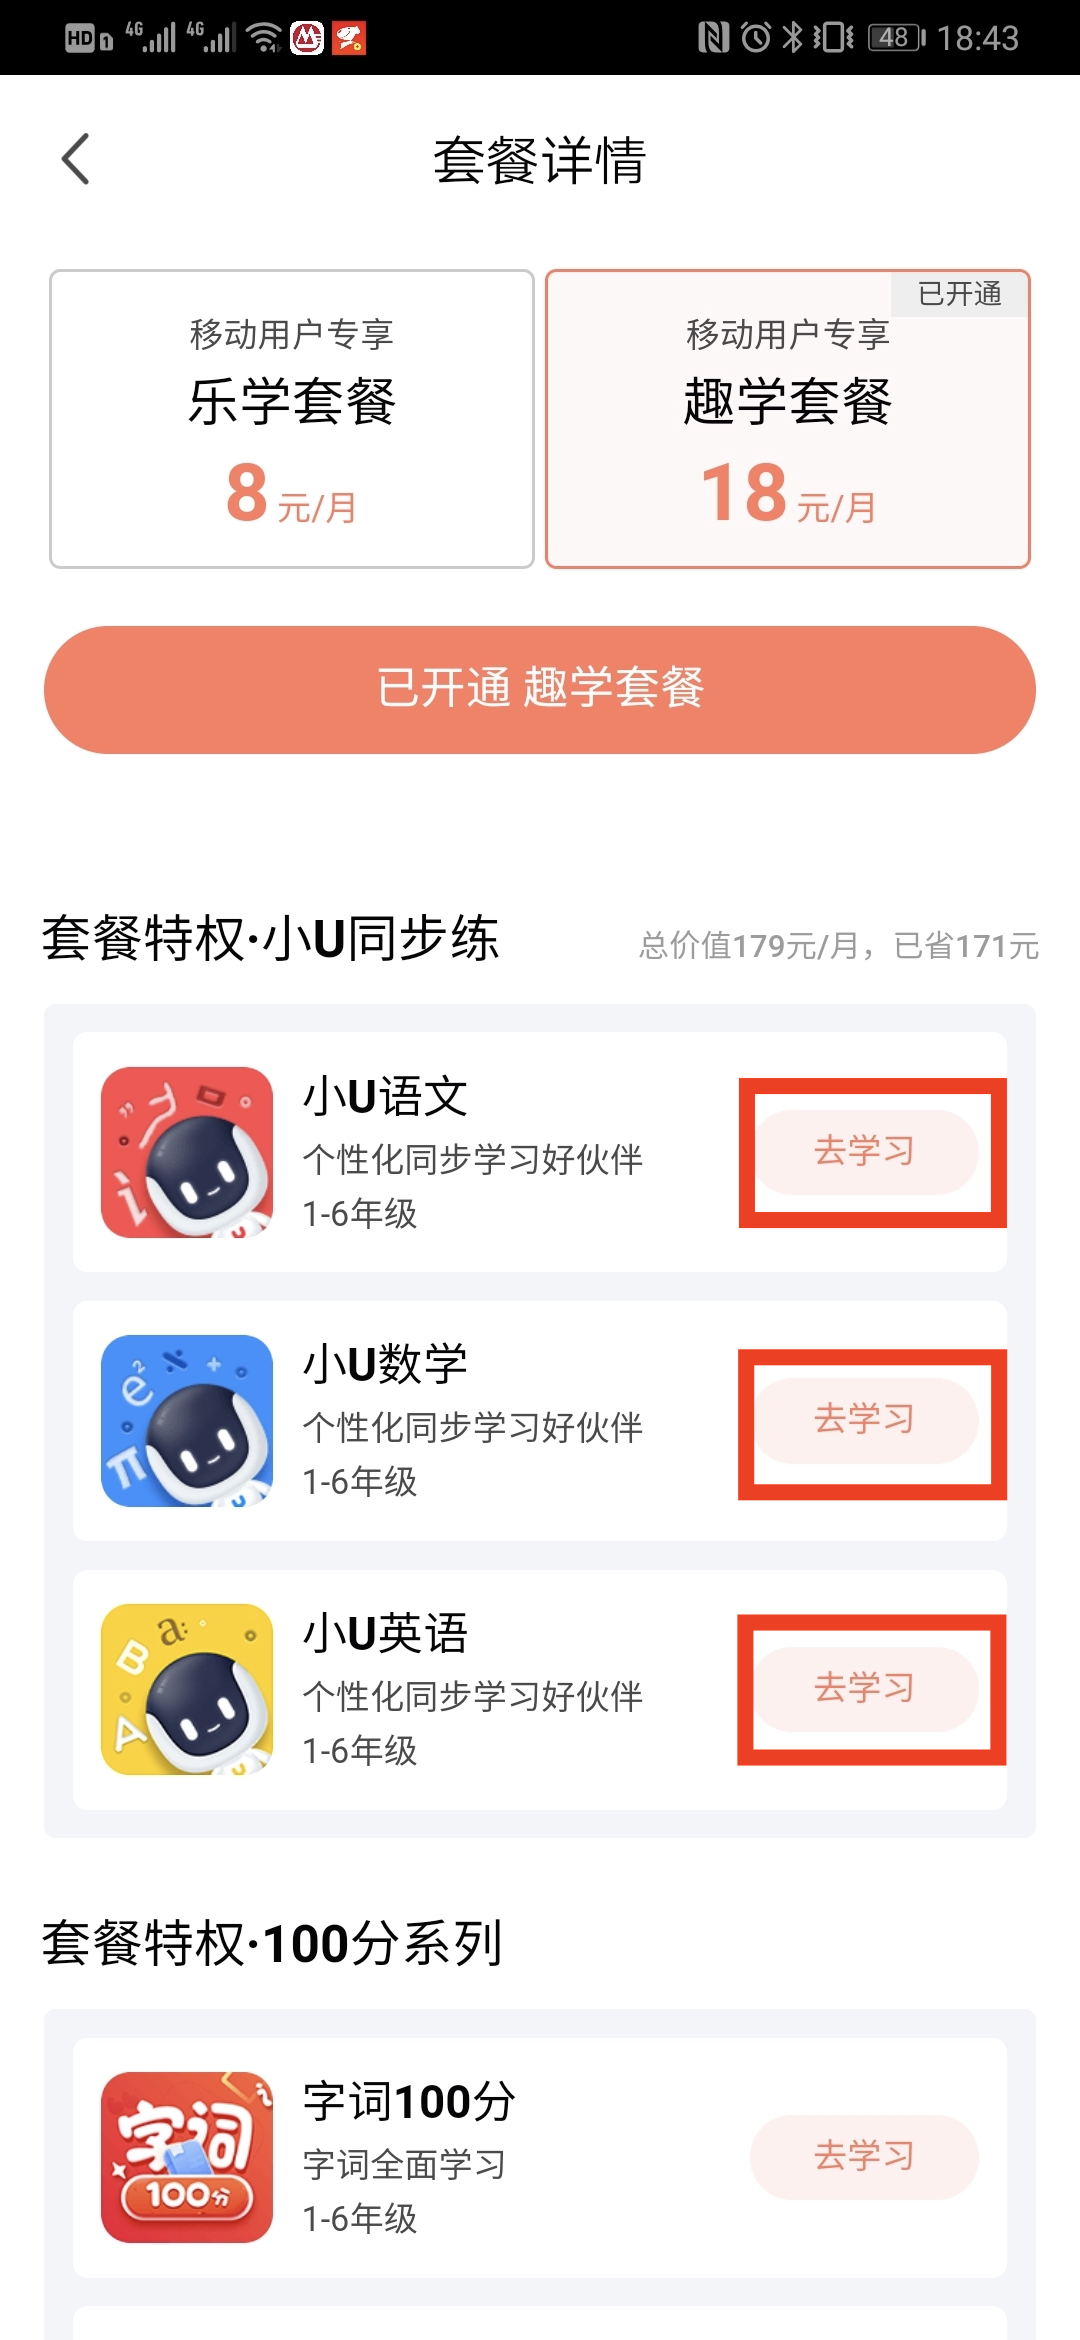 HD 1 4G 4G 48 18:43
套餐详情
已开通
移动用户专享
乐学套餐
8元/月
移动用户专享
趣学套餐
18元/月
已开通 趣学套餐
套餐特权·小U同步练
总价值179元/月，已省171元
小U语文
个性化同步学习好伙伴
1-6年级
去学习
小U数学
个性化同步学习好伙伴
1-6年级
去学习
小U英语
个性化同步学习好伙伴
1-6年级
去学习
套餐特权·100分系列
字词
100分
字词100分
字词全面学习
1-6年级
去学习